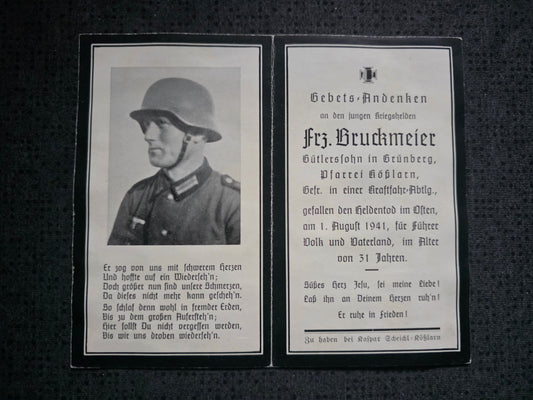 Er zog von uns mit schwerem Herzen
Und hoffte auf ein Wiederseh'n;
Doch größer nun sind unsere Schmerzen,
Da dieses nicht mehr kann gescheh'n.
So schlaf denn wohl in fremder Erden,
Bis zu dem großen Aufersteh'n;
Hier sollst Du nicht vergessen werden,
Bis wir uns droben wiederseh'n.
Gebets-Andenken
an den jungen Kriegshelden
Frz. Bruckmeier
Gütlerssohn in Grünberg,
Pfarrei Kößlarn,
Gefr. in einer Kraftfahr-Abtlg.,
gefallen den Heldentod im Osten,
am 1. August 1941, für Führer
Volk und Vaterland, im Alter
von 31 Jahren.
Süßes Herz Jesu, sei meine Liebe!
Laß ihn an Deinem Herzen ruh'n!
Er ruhe in Frieden!
Zu haben bei Kaspar Scheichl-Kößlarn